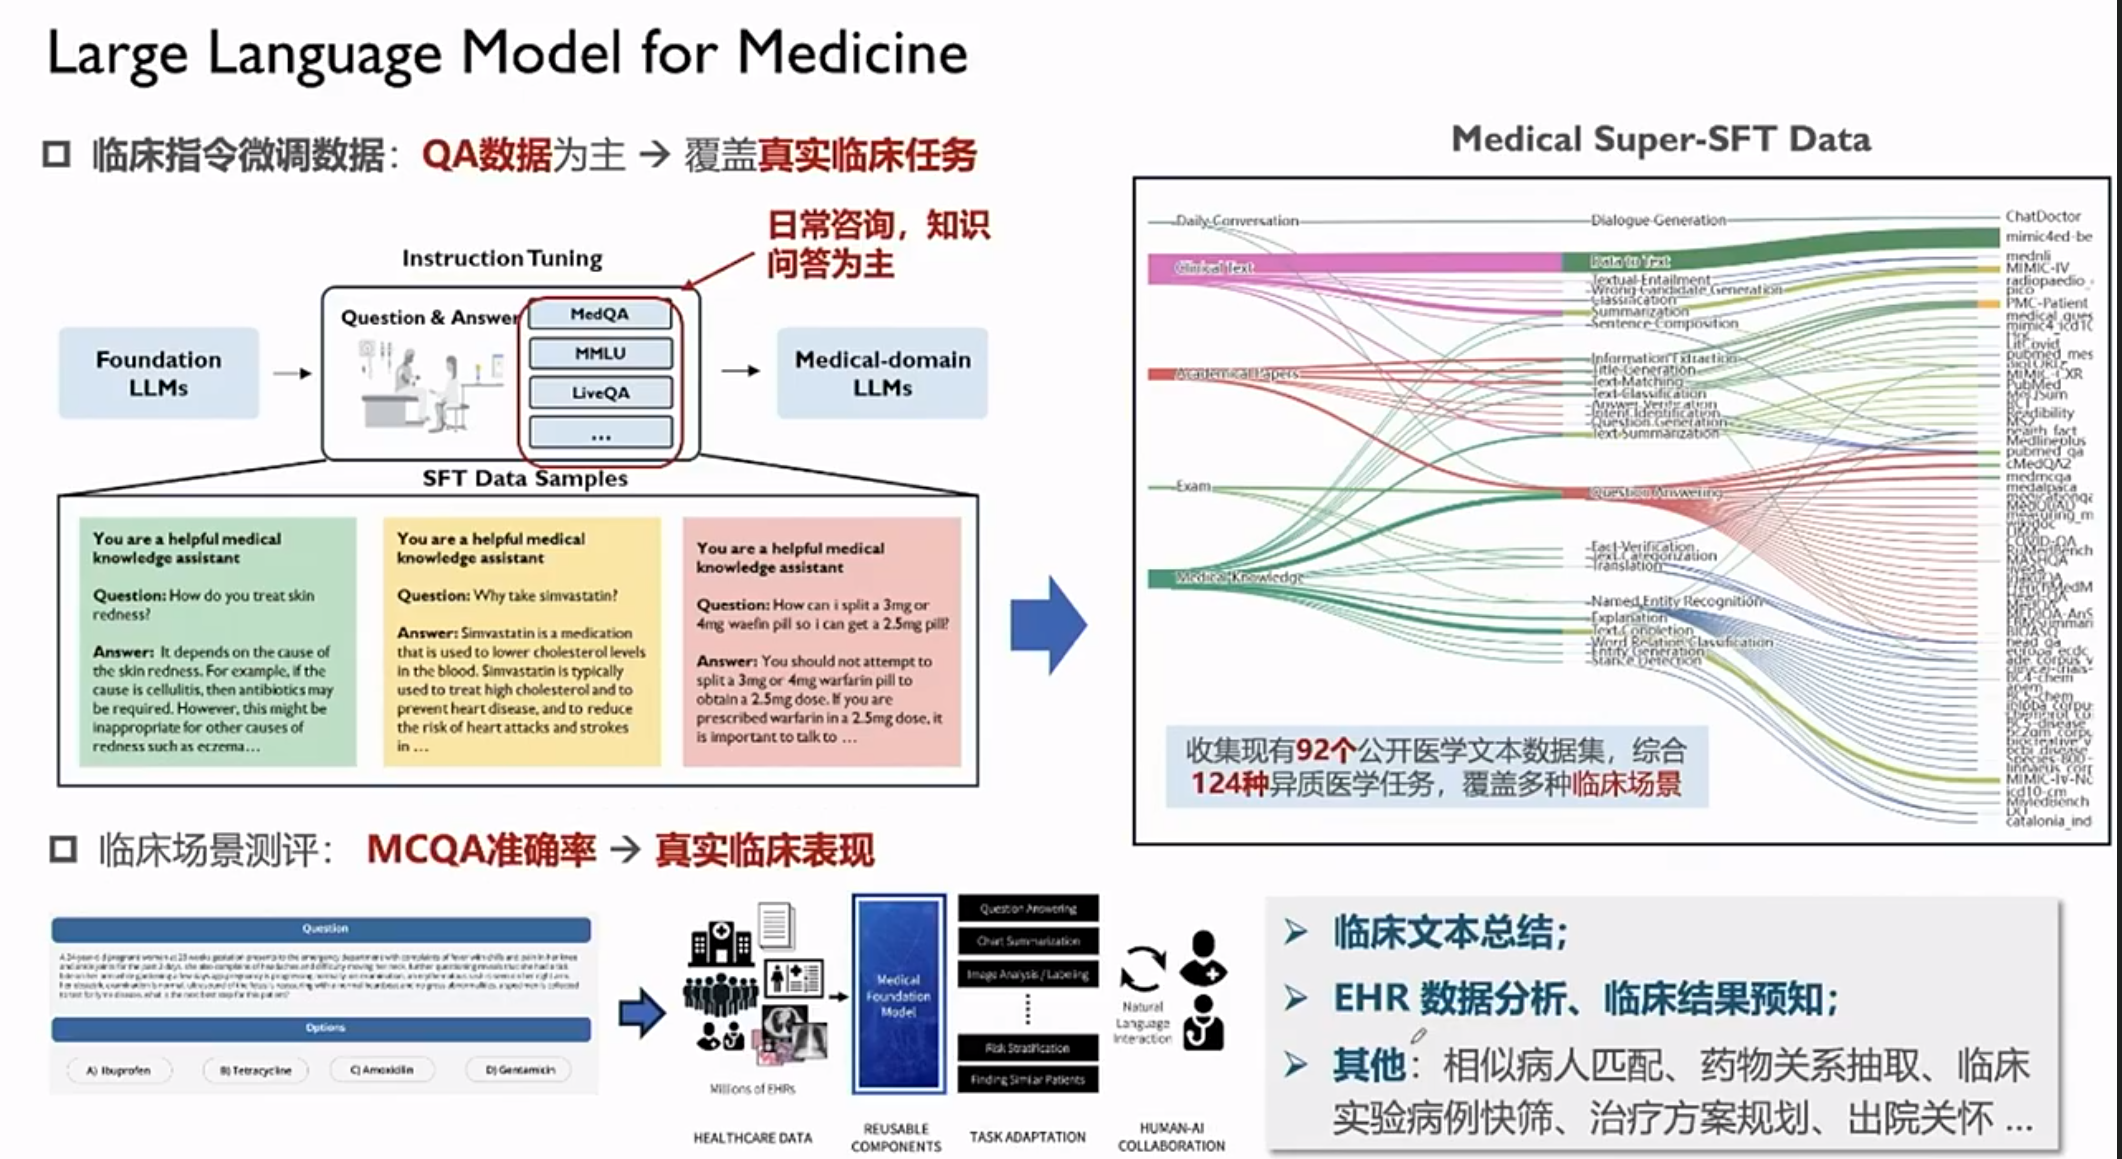 Large Language Model for Medicine
临床指令微调数据：QA数据为主 → 覆盖真实临床任务
日常咨询，知识
问答为主
Instruction Tuning
Foundation
LLMs
Question & Answer
MedQA
MMLU
LiveQA
...
Medical-domain
LLMs
SFT Data Samples
You are a helpful medical
knowledge assistant
Question: How do you treat skin
redness?
Answer: It depends on the cause of
the skin redness. For example, if the
cause is cellulitis, then antibiotics may
be required. However, this might be
inappropriate for other causes of
redness such as eczema…
You are a helpful medical
knowledge assistant
Question: Why take simvastatin?
Answer: Simvastatin is a medication
that is used to lower cholesterol levels
in the blood. Simvastatin is typically
used to treat high cholesterol and to
prevent heart disease, and to reduce
the risk of heart attacks and strokes
in …
You are a helpful medical
knowledge assistant
Question: How can i split a 3mg or
4mg waefin pill so i can get a 2.5mg pill?
Answer: You should not attempt to
split a 3mg or 4mg warfarin pill to
obtain a 2.5mg dose. If you are
prescribed warfarin in a 2.5mg dose, it
is important to talk to …
Medical Super-SFT Data
Daily Conversation
Clinical Text
Academical Papers
Exam
Medical Knowledge
Dialogue Generation
Data to Text
Textual Entailment
Wrong Candidate Generation
Classification
Summarization
Sentence Composition
Information Extraction
Title Generation
Text Matching
Text Classification
Answer Verification
Intent Identification
Question Generation
Text Summarization
Question Answering
Fact Verification
Text Categorization
Translation
Named Entity Recognition
Explanation
Text Completion
Word Relation Classification
Entity Generation
Stance Detection
ChatDoctor
mimic4ed-be
mednli
MIMIC-IV
radiopaedio
pico
PMC-Patient
medical_ques
mimic4_icd10
LitCovid
pubmed_mes
MIMIC-CXR
PubMed
Readibility
health_fact
Medlineplus
pubmed_qa
cMedQA2
medmcqa
medalpaca
medicationqa
MedQUAD
COVID-QA
RuMedBench
MASHQA
BIOASQ
head_qa
europa_ecdc
ade_corpus_v
BC4-chem
BC5-chem
BC5-disease
ncbi_disease
Species-800
linnaeus_corp
MIMIC-IV-No
icd10-cm
MMedBench
DO
catalonia_ind
收集现有92个公开医学文本数据集，综合
124种异质医学任务，覆盖多种临床场景
临床场景测评： MCQA准确率 → 真实临床表现
Question
Options
A) Ibuprofen
B) Tetracycline
C) Amoxicilin
D) Gentamicin
Millions of EHRs
HEALTHCARE DATA
Medical
Foundation
Model
REUSABLE
COMPONENTS
Question Answering
Chart Summarization
Image Analysis / Labeling
Risk Stratification
Finding Similar Patients
TASK ADAPTATION
Natural
Language
Interaction
HUMAN-AI
COLLABORATION
临床文本总结；
EHR 数据分析、临床结果预知；
其他：相似病人匹配、药物关系抽取、临床
实验病例快筛、治疗方案规划、出院关怀 ...